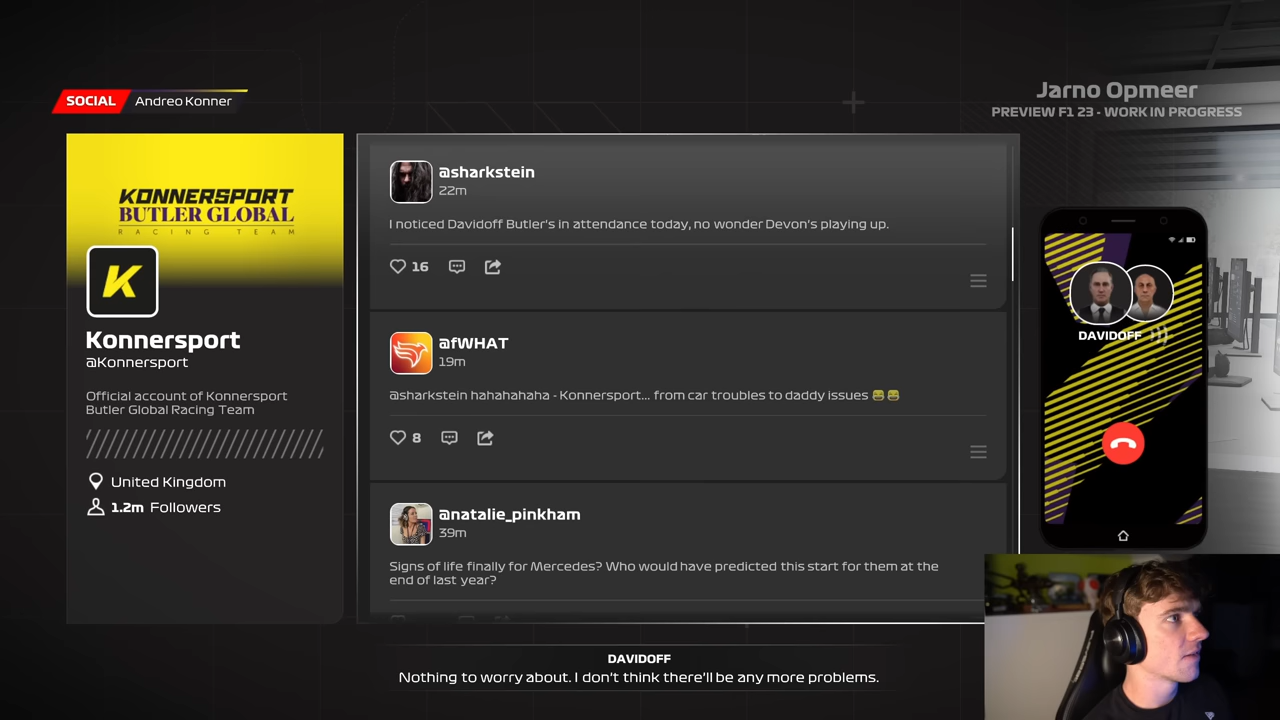 SOCIAL
Andreo Konner
Jarno Opmeer
PREVIEW F1 23 - WORK IN PROGRESS
KONNERSPORT
BUTLER GLOBAL
RACING TEAM
K
Konnersport
@Konnersport
Official account of Konnersport
Butler Global Racing Team
United Kingdom
1.2m Followers
@sharkstein
22m
I noticed Davidoff Butler's in attendance today, no wonder Devon's playing up.
16
@fWHAT
19m
@sharkstein hahahahaha - Konnersport... from car troubles to daddy issues 😂😂
8
@natalie_pinkham
39m
Signs of life finally for Mercedes? Who would have predicted this start for them at the
end of last year?
DAVIDOFF
DAVIDOFF
Nothing to worry about. I don't think there'll be any more problems.